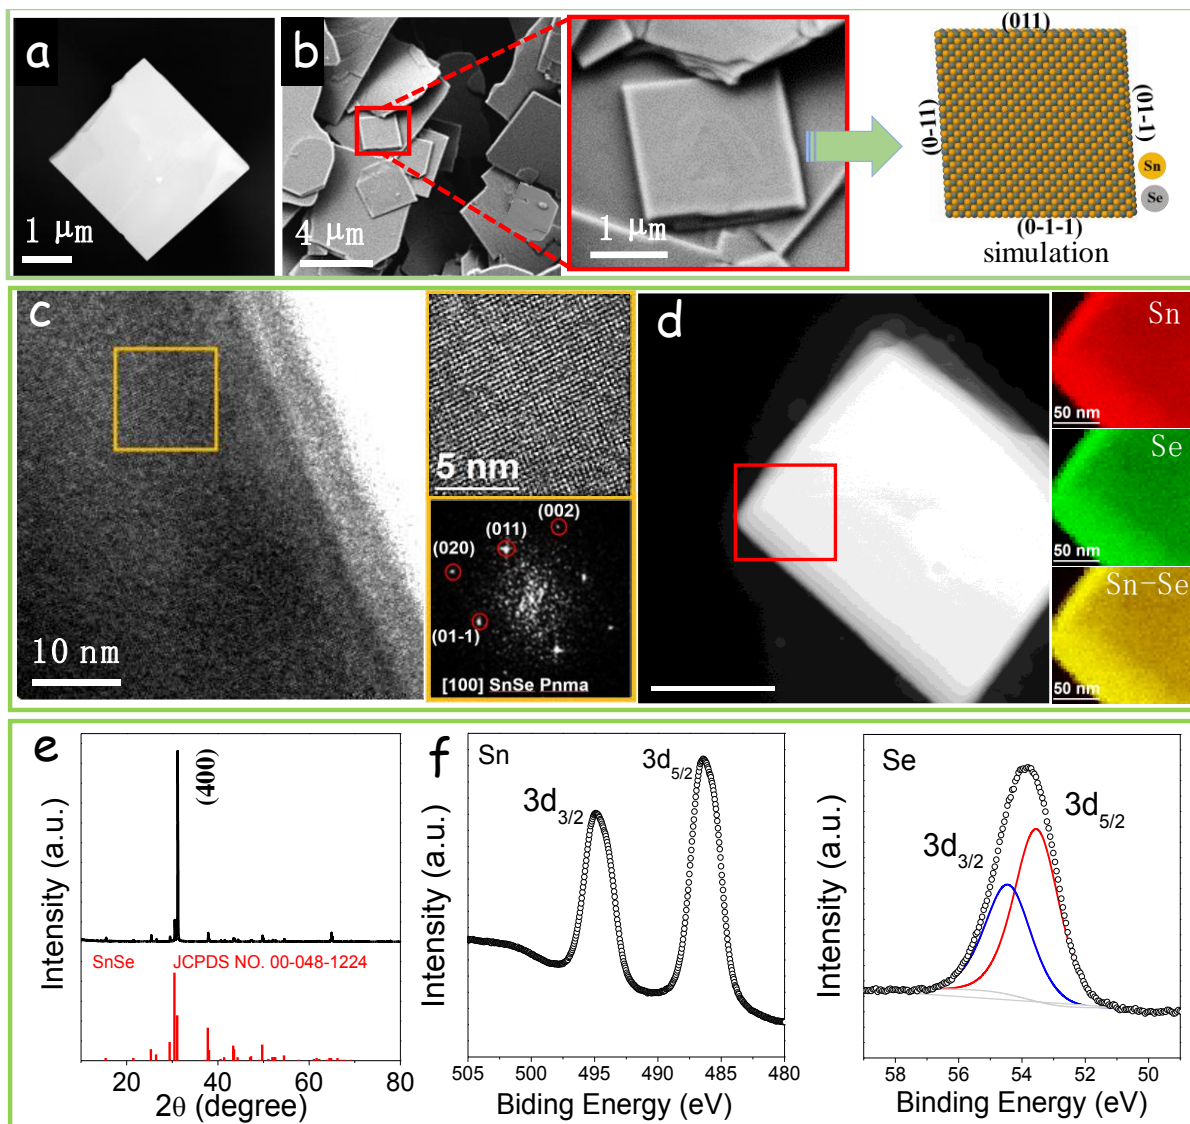 a
1 μm
b
4 μm
1 μm
(011)
(0-11)
(01-1)
Sn
Se
(0-1-1)
simulation
c
10 nm
5 nm
(002)
(011)
(020)
(01-1)
[100] SnSe Pnma
d
Sn
50 nm
Se
50 nm
Sn-Se
50 nm
e
(400)
SnSe JCPDS NO. 00-048-1224
Intensity (a.u.)
20 40 60 80
2θ (degree)
f
Sn
3d3/2
3d5/2
Intensity (a.u.)
505 500 495 490 485 480
Biding Energy (eV)
Se
3d5/2
3d3/2
Intensity (a.u.)
58 56 54 52 50
Binding Energy (eV)